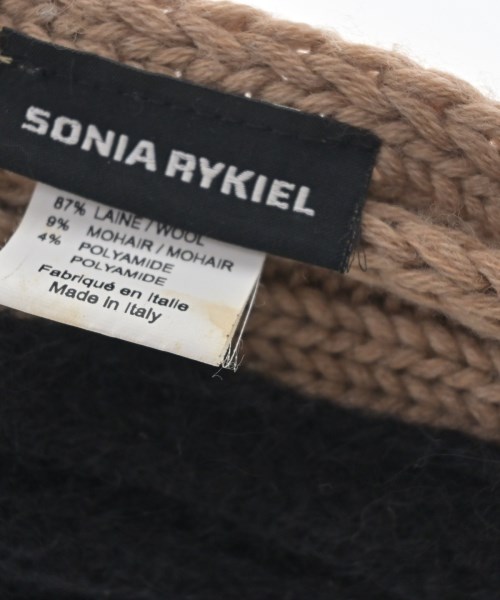 SONIA RYKIEL
87% LAINE / WOOL
9% MOHAIR / MOHAIR
4% POLYAMIDE
POLYAMIDE
Fabriqué en Italie
Made in Italy